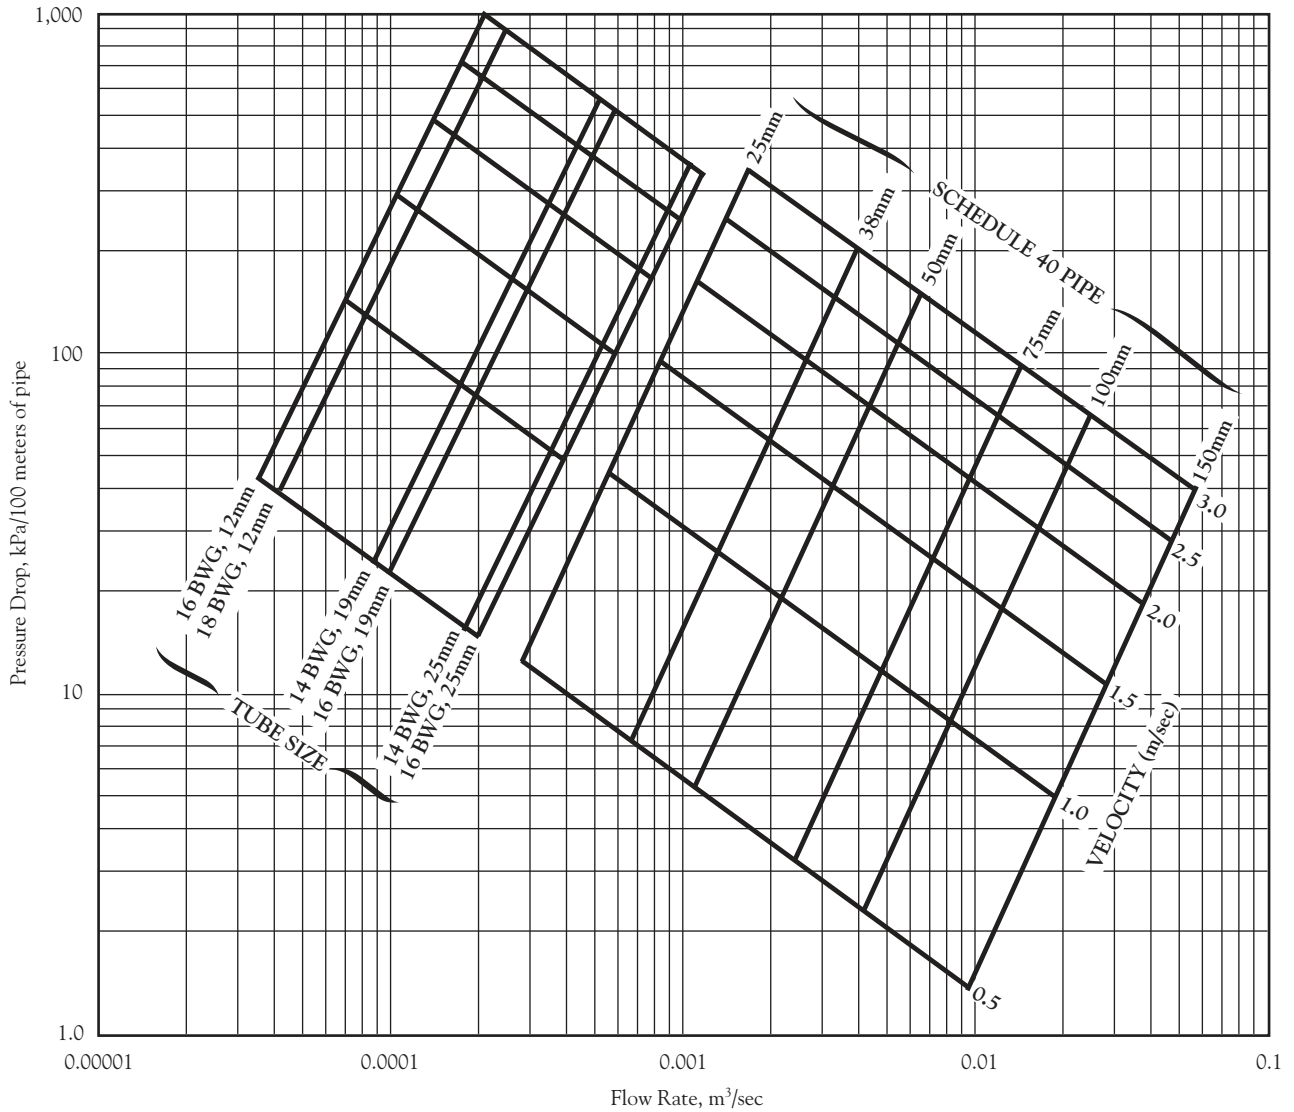 1,000
100
10
1.0
Pressure Drop, kPa/100 meters of pipe
0.00001
0.0001
0.001
0.01
0.1
Flow Rate, m³/sec
25mm
38mm
50mm
75mm
100mm
150mm
SCHEDULE 40 PIPE
3.0
2.5
2.0
1.5
1.0
0.5
VELOCITY (m/sec)
16 BWG, 12mm
18 BWG, 12mm
14 BWG, 19mm
16 BWG, 19mm
14 BWG, 25mm
16 BWG, 25mm
TUBE SIZE